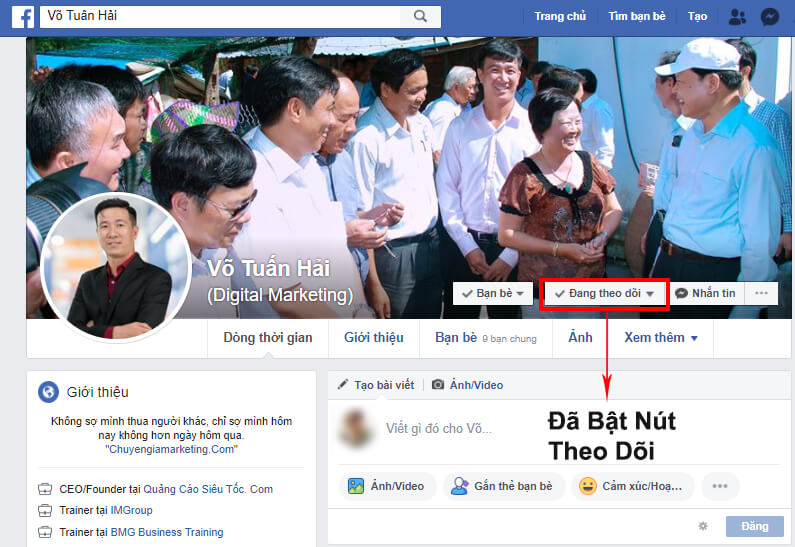 f
Võ Tuân Hải
Trang chủ
Tìm bạn bè
Tạo
Võ Tuấn Hải
(Digital Marketing)
Bạn bè
Đang theo dõi
Nhắn tin
Dòng thời gian
Giới thiệu
Bạn bè 9 bạn chung
Ảnh
Xem thêm
Giới thiệu
Không sợ mình thua người khác, chỉ sợ mình hôm
nay không hơn ngày hôm qua.
"Chuyengiamarketing.Com"
CEO/Founder tại Quảng Cáo Siêu Tốc. Com
Trainer tại IMGroup
Trainer tại BMG Business Training
Tạo bài viết
Ảnh/Video
Viết gì đó cho Võ...
Đã Bật Nút
Theo Dõi
Ảnh/Video
Gắn thẻ bạn bè
Cảm xúc/Hoạ...
Đăng